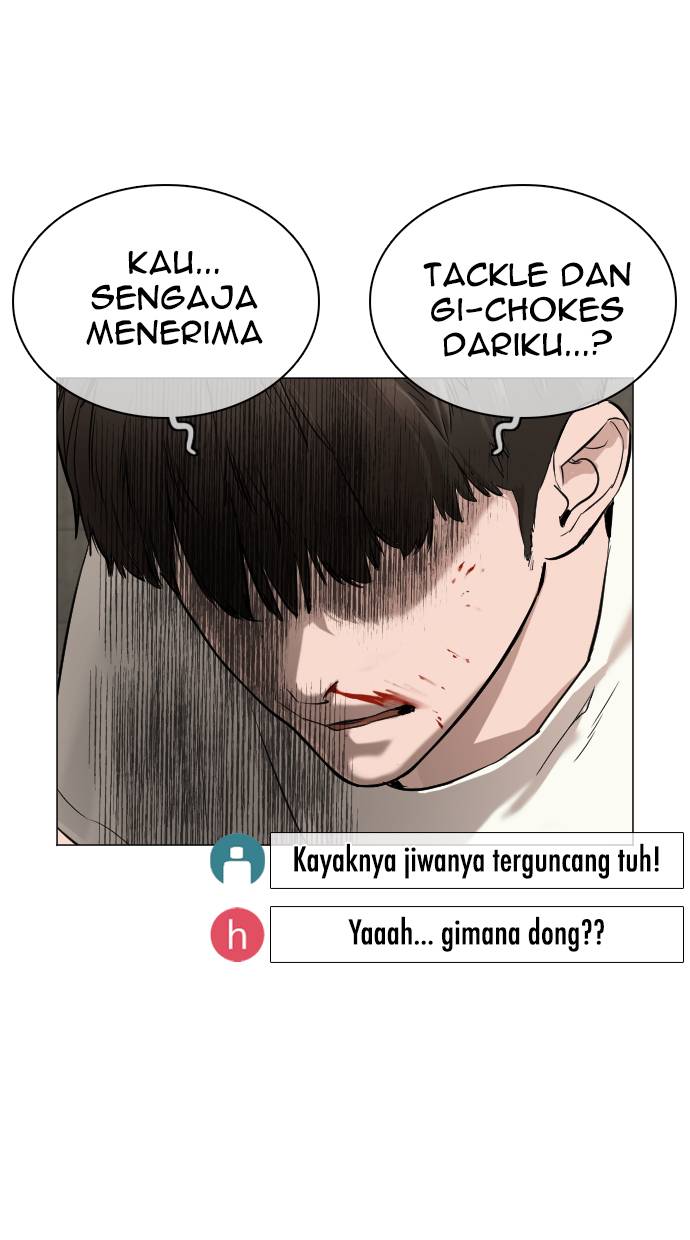 KAU...
SENGAJA
MENERIMA
TACKLE DAN
GI-CHOKES
DARIKU...?
Kayaknya jiwanya terguncang tuh!
h
Yaaah... gimana dong??